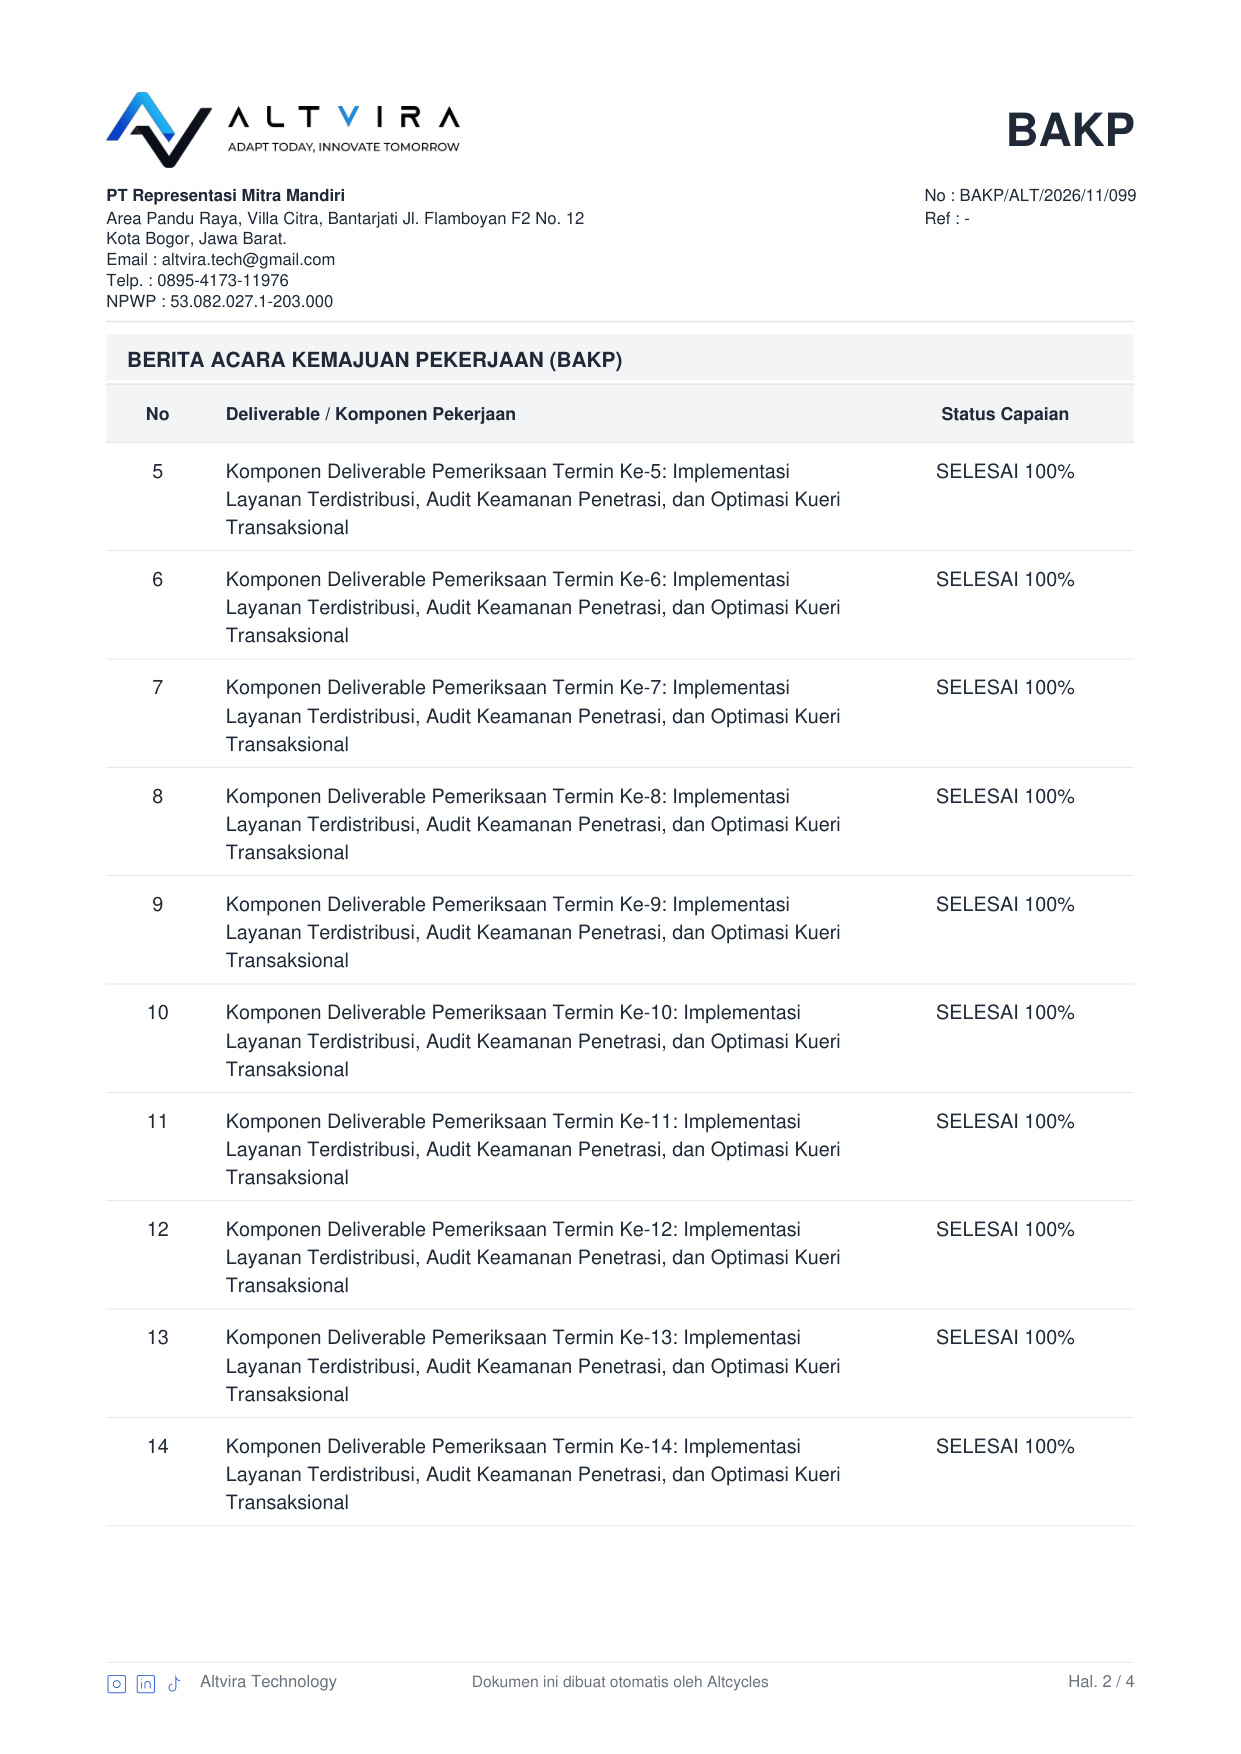 ALTVIRA
ADAPT TODAY, INNOVATE TOMORROW
BAKP
PT Representasi Mitra Mandiri
Area Pandu Raya, Villa Citra, Bantarjati Jl. Flamboyan F2 No. 12
Kota Bogor, Jawa Barat.
Email : altvira.tech@gmail.com
Telp. : 0895-4173-11976
NPWP : 53.082.027.1-203.000
No : BAKP/ALT/2026/11/099
Ref : -
BERITA ACARA KEMAJUAN PEKERJAAN (BAKP)
No Deliverable / Komponen Pekerjaan Status Capaian
5 Komponen Deliverable Pemeriksaan Termin Ke-5: Implementasi SELESAI 100%
Layanan Terdistribusi, Audit Keamanan Penetrasi, dan Optimasi Kueri
Transaksional
6 Komponen Deliverable Pemeriksaan Termin Ke-6: Implementasi SELESAI 100%
Layanan Terdistribusi, Audit Keamanan Penetrasi, dan Optimasi Kueri
Transaksional
7 Komponen Deliverable Pemeriksaan Termin Ke-7: Implementasi SELESAI 100%
Layanan Terdistribusi, Audit Keamanan Penetrasi, dan Optimasi Kueri
Transaksional
8 Komponen Deliverable Pemeriksaan Termin Ke-8: Implementasi SELESAI 100%
Layanan Terdistribusi, Audit Keamanan Penetrasi, dan Optimasi Kueri
Transaksional
9 Komponen Deliverable Pemeriksaan Termin Ke-9: Implementasi SELESAI 100%
Layanan Terdistribusi, Audit Keamanan Penetrasi, dan Optimasi Kueri
Transaksional
10 Komponen Deliverable Pemeriksaan Termin Ke-10: Implementasi SELESAI 100%
Layanan Terdistribusi, Audit Keamanan Penetrasi, dan Optimasi Kueri
Transaksional
11 Komponen Deliverable Pemeriksaan Termin Ke-11: Implementasi SELESAI 100%
Layanan Terdistribusi, Audit Keamanan Penetrasi, dan Optimasi Kueri
Transaksional
12 Komponen Deliverable Pemeriksaan Termin Ke-12: Implementasi SELESAI 100%
Layanan Terdistribusi, Audit Keamanan Penetrasi, dan Optimasi Kueri
Transaksional
13 Komponen Deliverable Pemeriksaan Termin Ke-13: Implementasi SELESAI 100%
Layanan Terdistribusi, Audit Keamanan Penetrasi, dan Optimasi Kueri
Transaksional
14 Komponen Deliverable Pemeriksaan Termin Ke-14: Implementasi SELESAI 100%
Layanan Terdistribusi, Audit Keamanan Penetrasi, dan Optimasi Kueri
Transaksional
Altvira Technology Dokumen ini dibuat otomatis oleh Altcycles Hal. 2 / 4